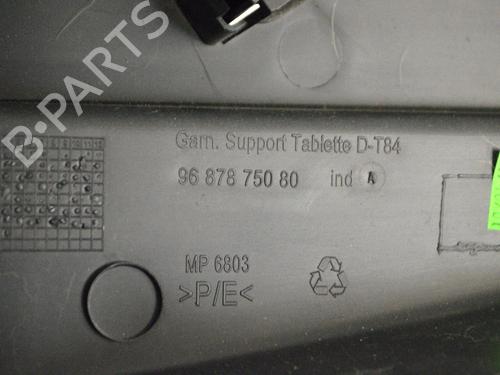 B-PARTS
Garn. Support Tablette D-T84
96 878 750 80 ind A
MP 6803
>P/E<